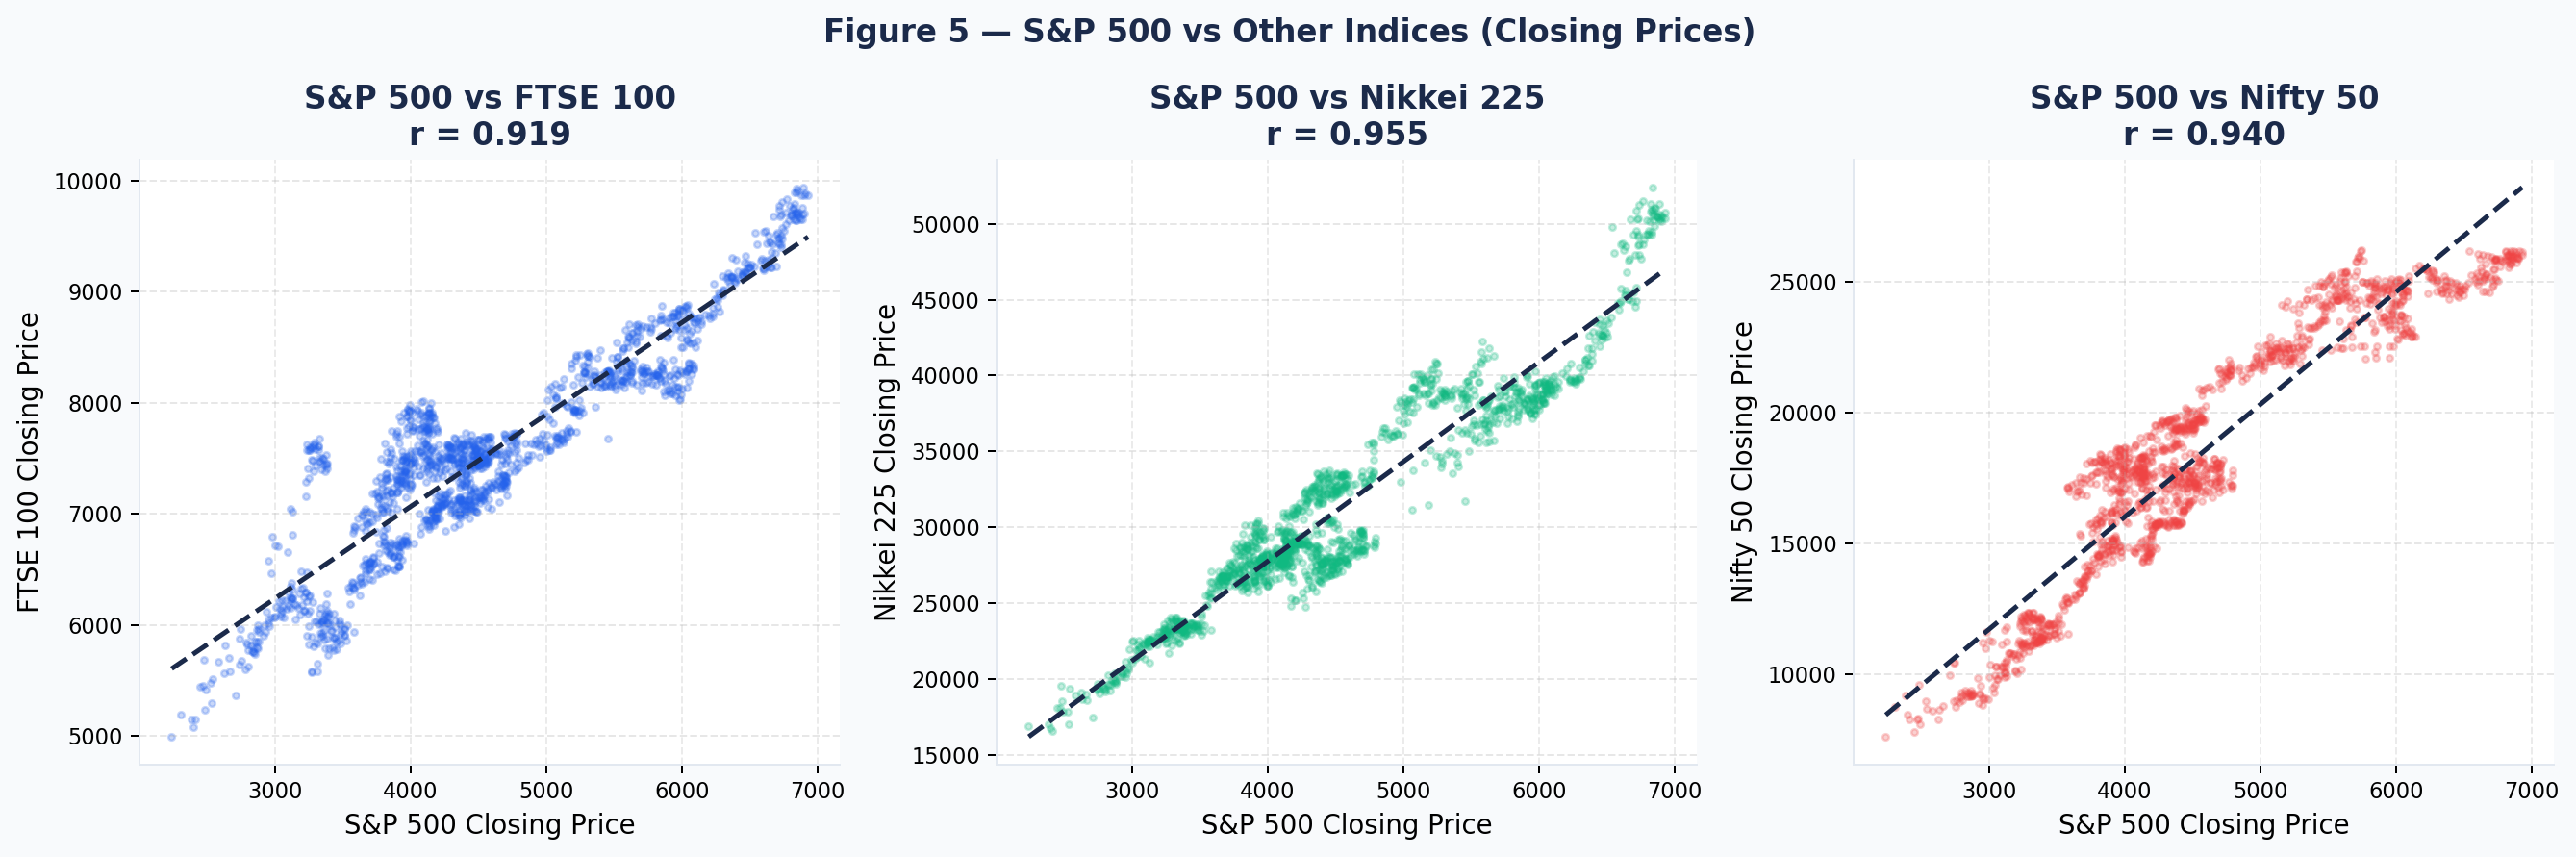 Figure 5 — S&P 500 vs Other Indices (Closing Prices)
S&P 500 vs FTSE 100
r = 0.919
10000
9000
8000
7000
6000
5000
FTSE 100 Closing Price
3000 4000 5000 6000 7000
S&P 500 Closing Price
S&P 500 vs Nikkei 225
r = 0.955
50000
45000
40000
35000
30000
25000
20000
15000
Nikkei 225 Closing Price
3000 4000 5000 6000 7000
S&P 500 Closing Price
S&P 500 vs Nifty 50
r = 0.940
25000
20000
15000
10000
Nifty 50 Closing Price
3000 4000 5000 6000 7000
S&P 500 Closing Price